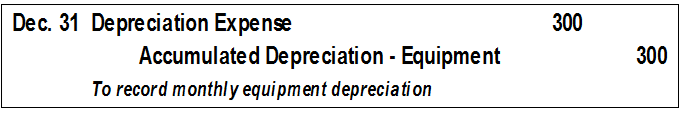 Dec. 31 Depreciation Expense 300
Accumulated Depreciation - Equipment 300
To record monthly equipment depreciation